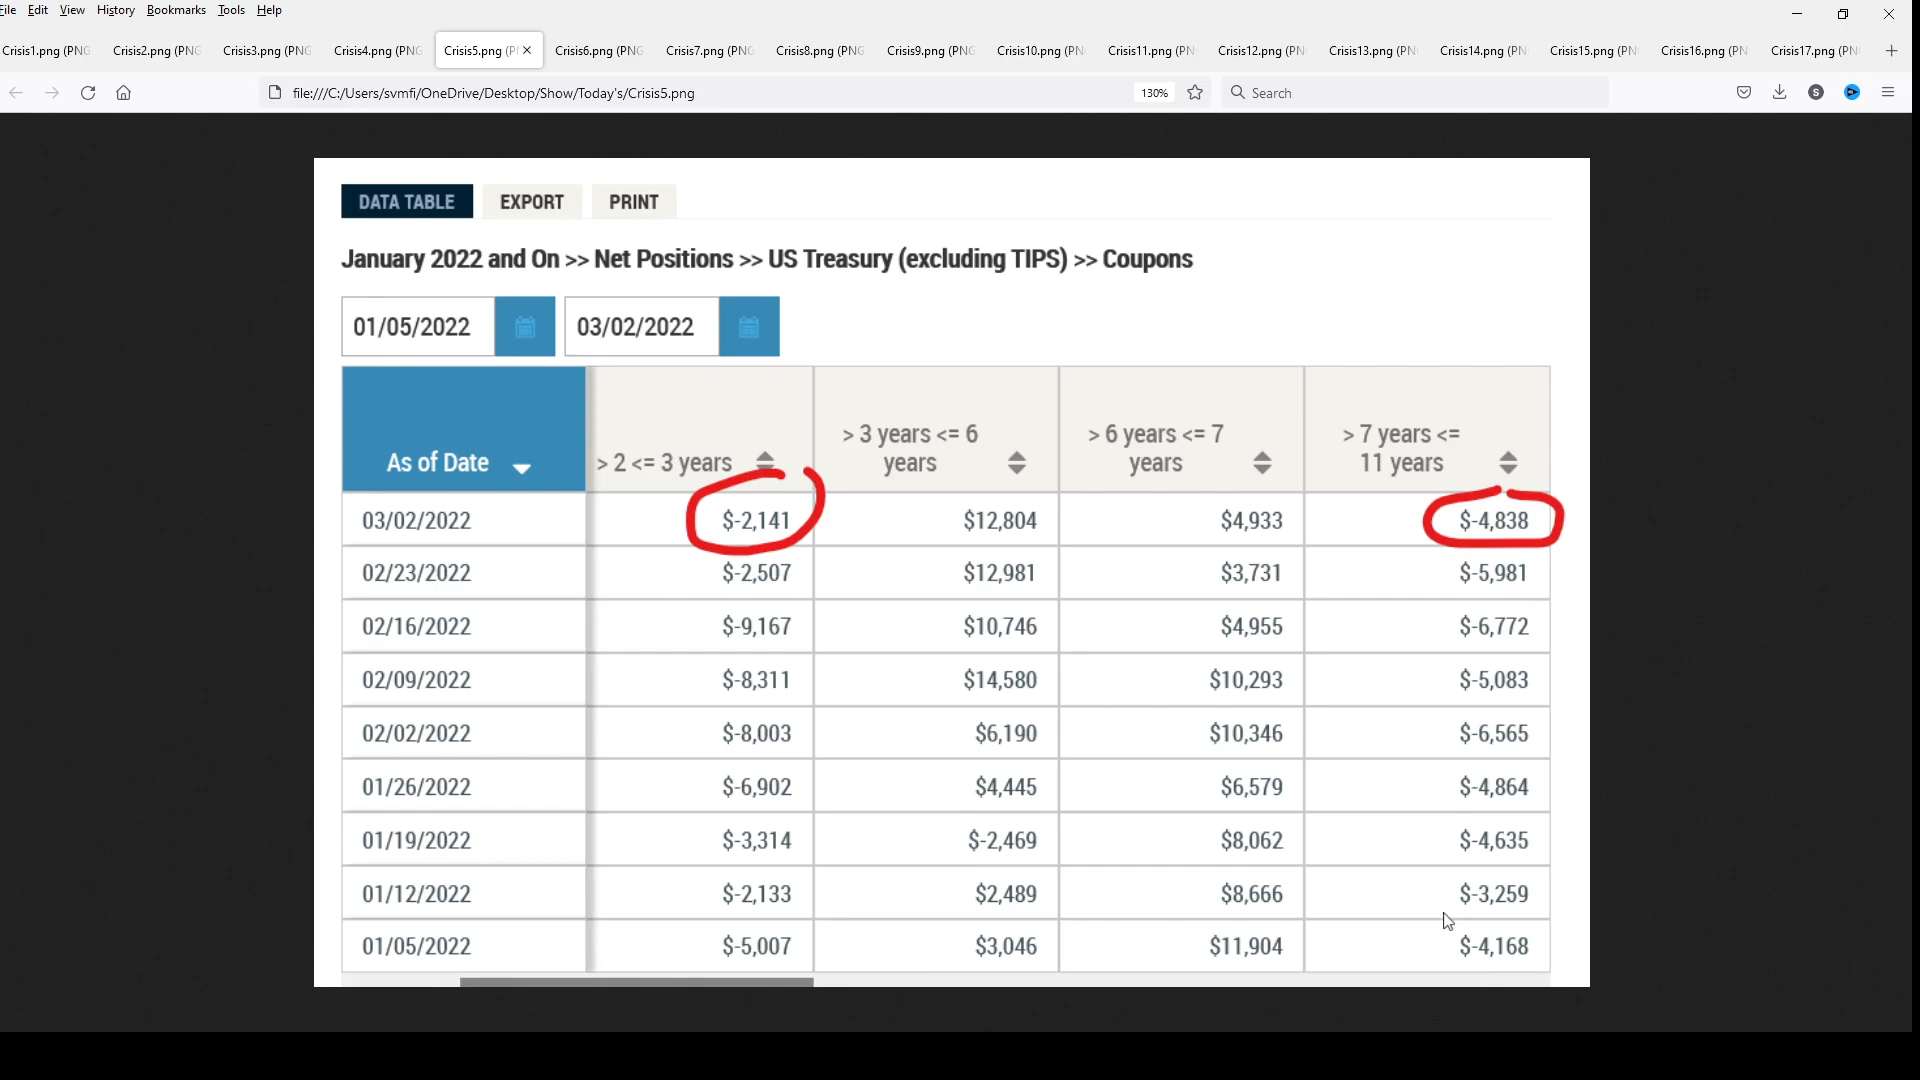 File Edit View History Bookmarks Tools Help
Crisis1.png (PNG Crisis2.png (PNG Crisis3.png (PNG Crisis4.png (PNG Crisis5.png (P Crisis6.png (PNG Crisis7.png (PNG Crisis8.png (PNG Crisis9.png (PNG Crisis10.png (PN Crisis11.png (PN Crisis12.png (PN Crisis13.png (PN Crisis14.png (PN Crisis15.png (PN Crisis16.png (PN Crisis17.png (PN
file:///C:/Users/svmfi/OneDrive/Desktop/Show/Today's/Crisis5.png 130% Search S
DATA TABLE EXPORT PRINT
January 2022 and On >> Net Positions >> US Treasury (excluding TIPS) >> Coupons
01/05/2022 03/02/2022
As of Date > 2 <= 3 years > 3 years <= 6 years > 6 years <= 7 years > 7 years <= 11 years
03/02/2022 $-2,141 $12,804 $4,933 $-4,838
02/23/2022 $-2,507 $12,981 $3,731 $-5,981
02/16/2022 $-9,167 $10,746 $4,955 $-6,772
02/09/2022 $-8,311 $14,580 $10,293 $-5,083
02/02/2022 $-8,003 $6,190 $10,346 $-6,565
01/26/2022 $-6,902 $4,445 $6,579 $-4,864
01/19/2022 $-3,314 $-2,469 $8,062 $-4,635
01/12/2022 $-2,133 $2,489 $8,666 $-3,259
01/05/2022 $-5,007 $3,046 $11,904 $-4,168